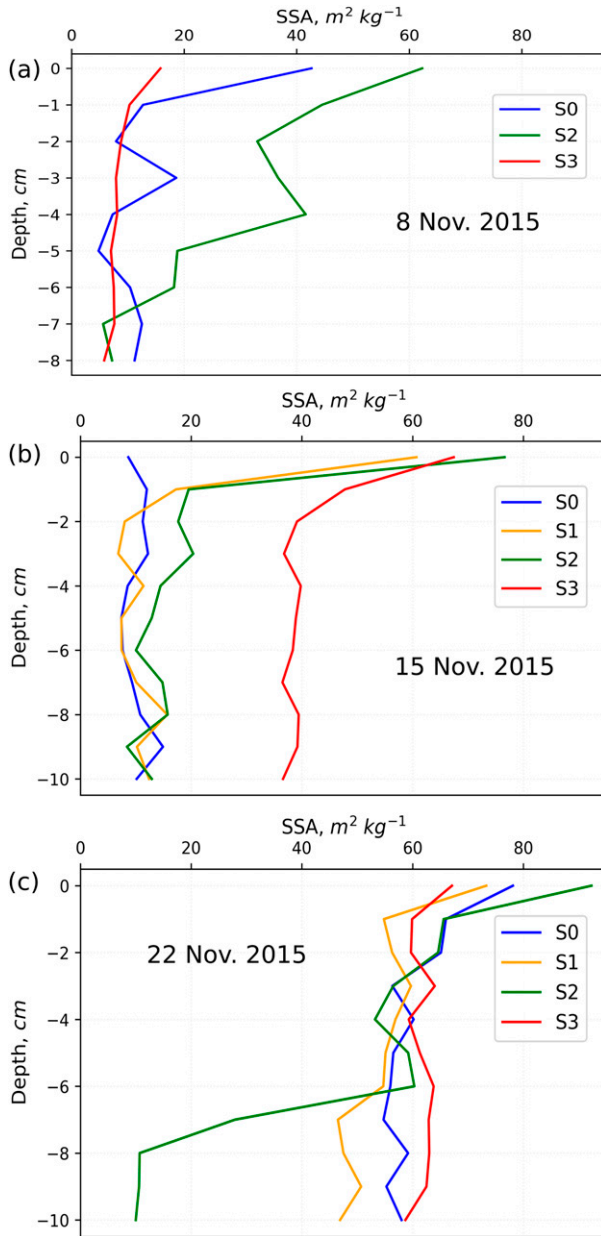 SSA, m² kg⁻¹
0 20 40 60 80
(a)
Depth, cm
0
−1
−2
−3
−4
−5
−6
−7
−8
S0
S2
S3
8 Nov. 2015
SSA, m² kg⁻¹
0 20 40 60 80
(b)
Depth, cm
0
−2
−4
−6
−8
−10
S0
S1
S2
S3
15 Nov. 2015
SSA, m² kg⁻¹
0 20 40 60 80
(c)
Depth, cm
0
−2
−4
−6
−8
−10
22 Nov. 2015
S0
S1
S2
S3